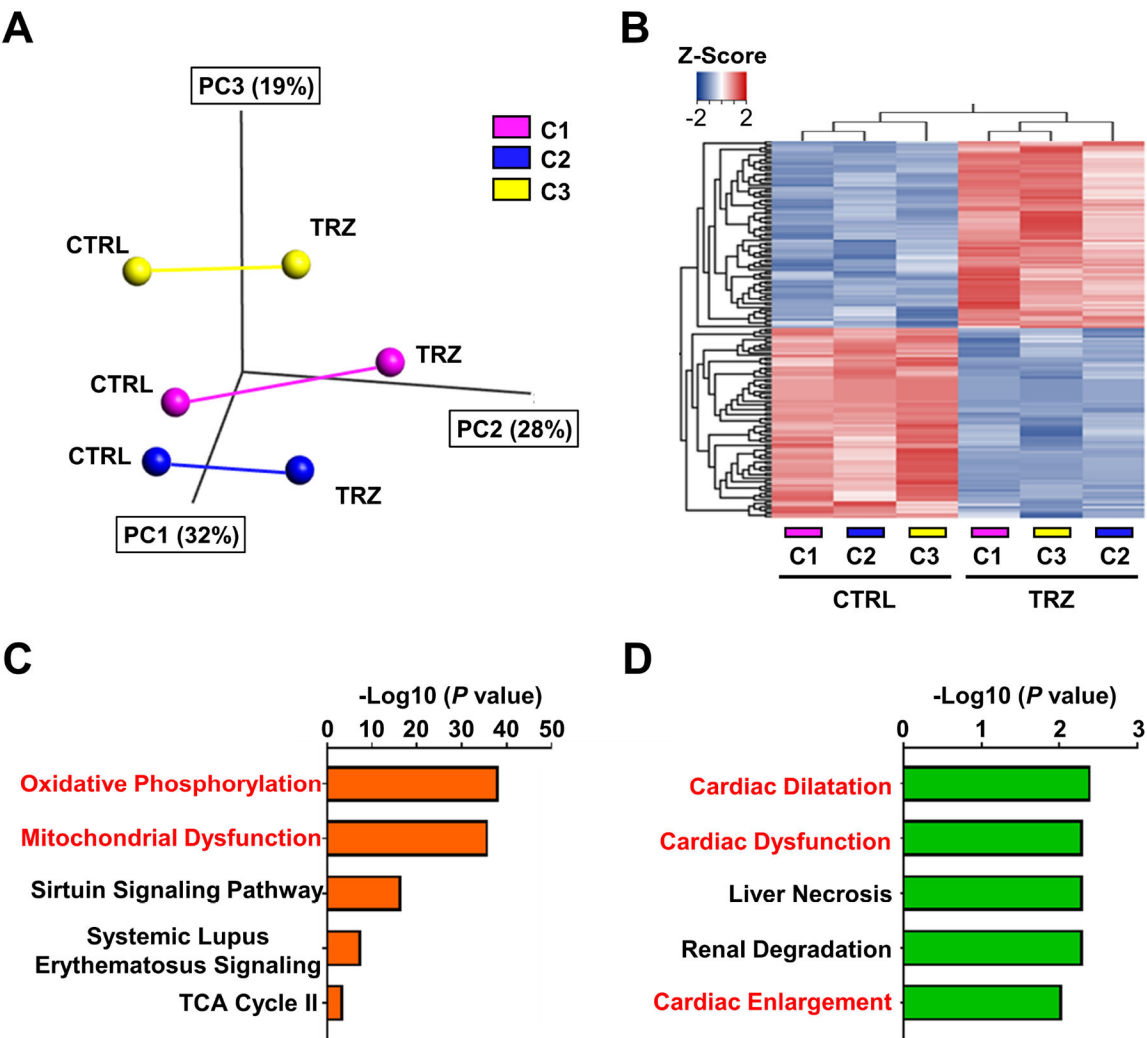 A
PC3 (19%)
C1
C2
C3
CTRL
TRZ
CTRL
TRZ
CTRL
TRZ
PC2 (28%)
PC1 (32%)
B
Z-Score
-2 2
C1 C2 C3 C1 C3 C2
CTRL TRZ
C
-Log10 (P value)
0 10 20 30 40 50
Oxidative Phosphorylation
Mitochondrial Dysfunction
Sirtuin Signaling Pathway
Systemic Lupus
Erythematosus Signaling
TCA Cycle II
D
-Log10 (P value)
0 1 2 3
Cardiac Dilatation
Cardiac Dysfunction
Liver Necrosis
Renal Degradation
Cardiac Enlargement